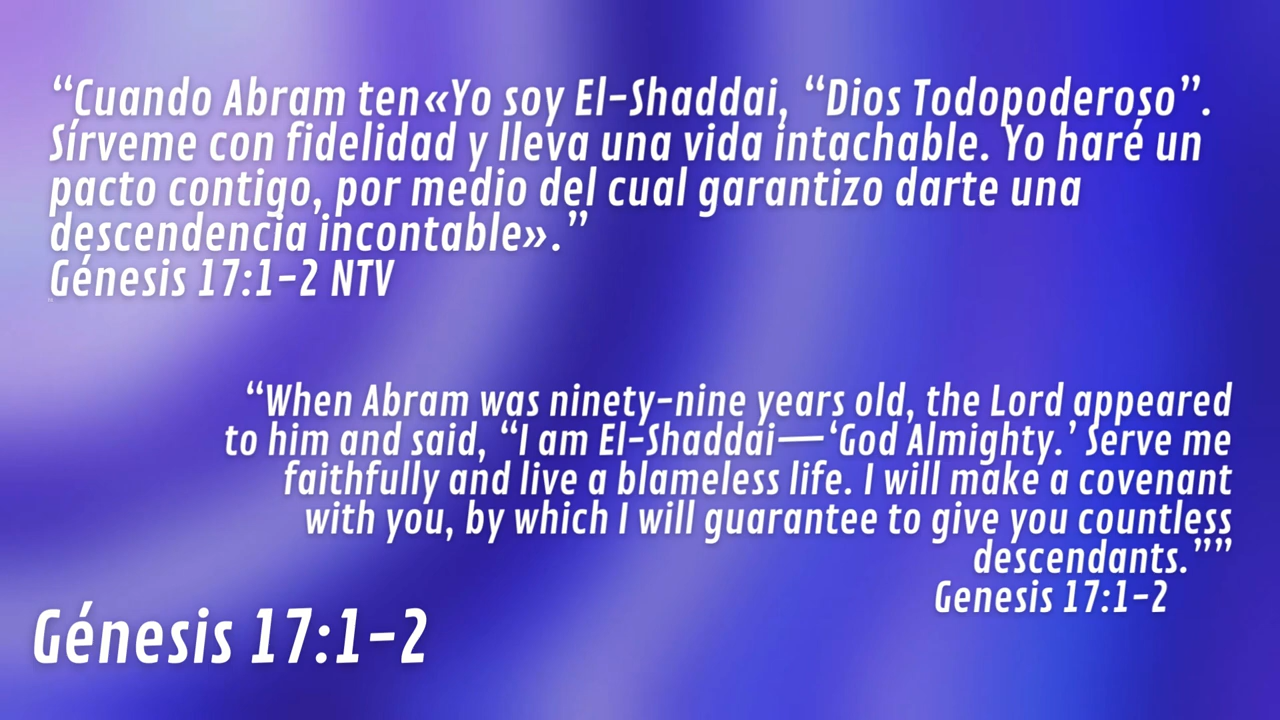 “Cuando Abram ten«Yo soy El-Shaddai, “Dios Todopoderoso”.
Sírveme con fidelidad y lleva una vida intachable. Yo haré un
pacto contigo, por medio del cual garantizo darte una
descendencia incontable».”
Génesis 17:1-2 NTV
“When Abram was ninety-nine years old, the Lord appeared
to him and said, “I am El-Shaddai—‘God Almighty.’ Serve me
faithfully and live a blameless life. I will make a covenant
with you, by which I will guarantee to give you countless
descendants.””
Genesis 17:1-2
Génesis 17:1-2